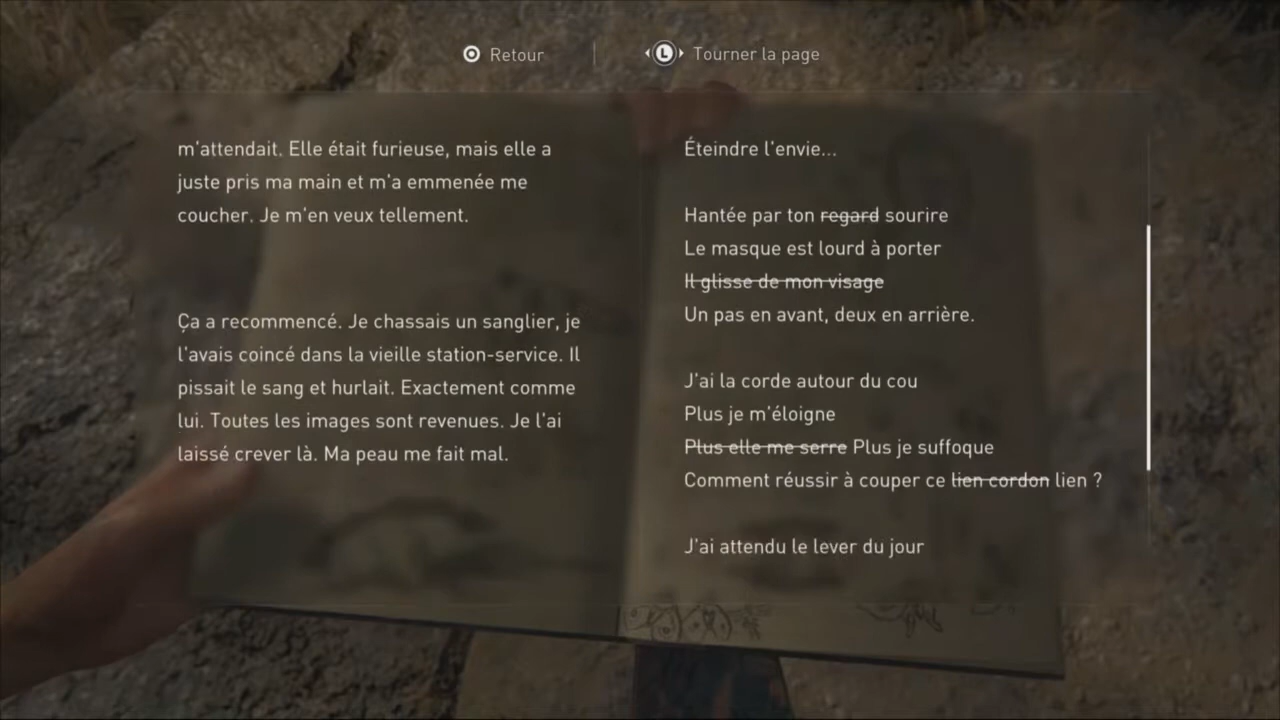 Retour
L Tourner la page
m'attendait. Elle était furieuse, mais elle a
juste pris ma main et m'a emmenée me
coucher. Je m'en veux tellement.
Ça a recommencé. Je chassais un sanglier, je
l'avais coincé dans la vieille station-service. Il
pissait le sang et hurlait. Exactement comme
lui. Toutes les images sont revenues. Je l'ai
laissé crever là. Ma peau me fait mal.
Éteindre l'envie...
Hantée par ton regard sourire
Le masque est lourd à porter
Il glisse de mon visage
Un pas en avant, deux en arrière.
J'ai la corde autour du cou
Plus je m'éloigne
Plus elle me serre Plus je suffoque
Comment réussir à couper ce lien cordon lien ?
J'ai attendu le lever du jour